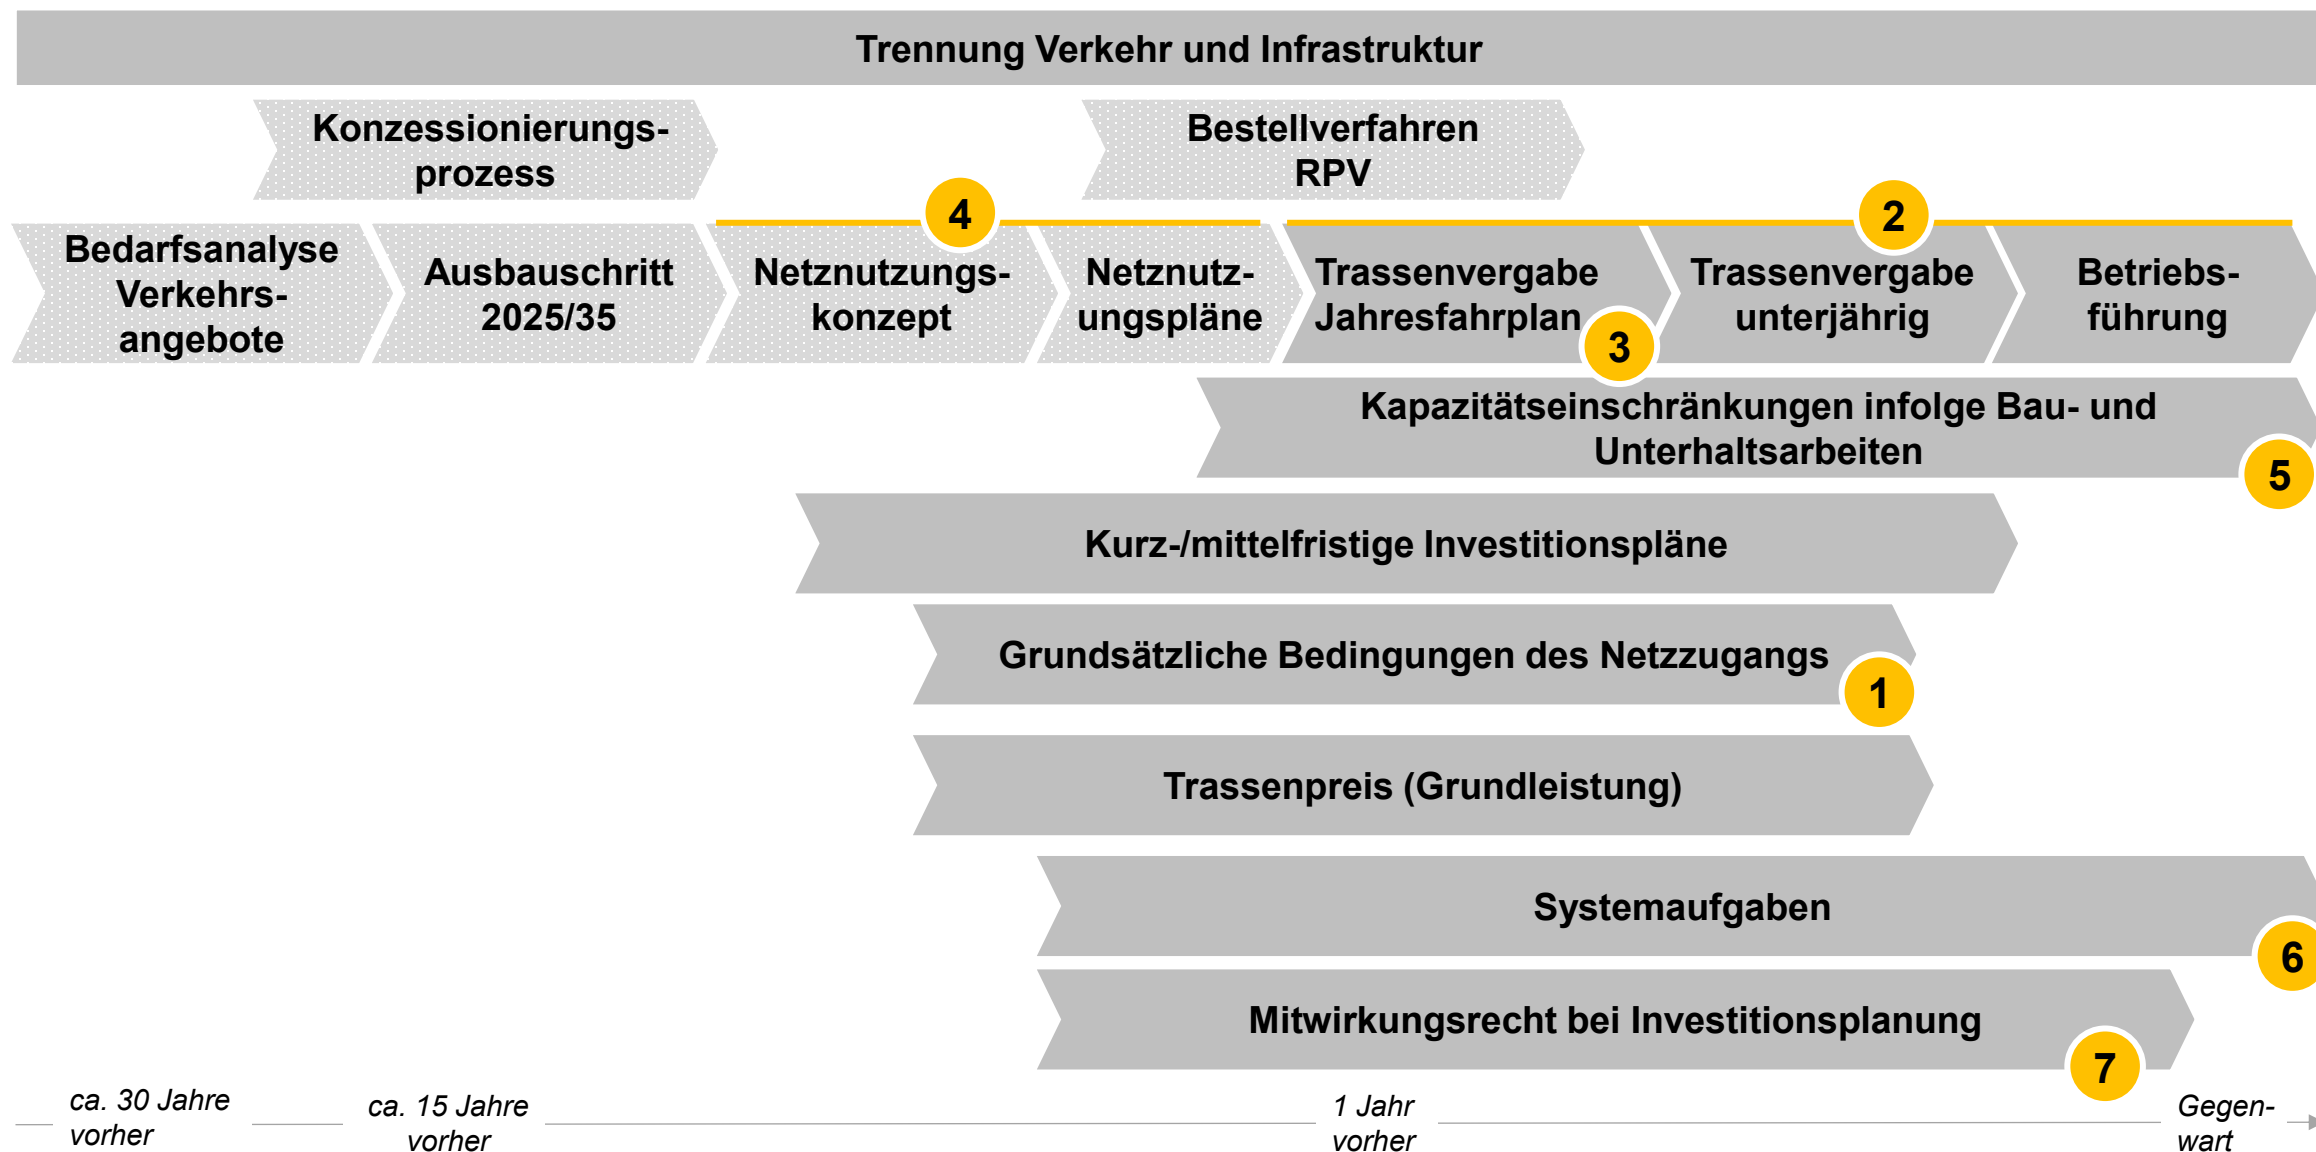 Trennung Verkehr und Infrastruktur
Konzessionierungs-
prozess
Bestellverfahren
RPV
4
2
Bedarfsanalyse
Verkehrs-
angebote
Ausbauschritt
2025/35
Netznutzungs-
konzept
Netznutz-
ungspläne
Trassenvergabe
Jahresfahrplan
3
Trassenvergabe
unterjährig
Betriebs-
führung
Kapazitätseinschränkungen infolge Bau- und
Unterhaltsarbeiten
5
Kurz-/mittelfristige Investitionspläne
Grundsätzliche Bedingungen des Netzzugangs
1
Trassenpreis (Grundleistung)
Systemaufgaben
6
Mitwirkungsrecht bei Investitionsplanung
7
ca. 30 Jahre
vorher
ca. 15 Jahre
vorher
1 Jahr
vorher
Gegen-
wart